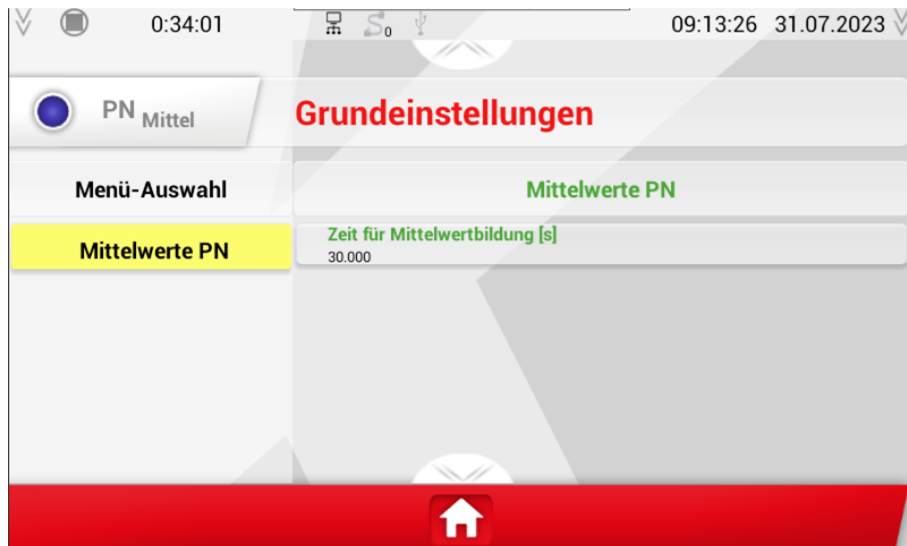 0:34:01
0
09:13:26 31.07.2023
PN Mittel
Grundeinstellungen
Menü-Auswahl
Mittelwerte PN
Mittelwerte PN
Zeit für Mittelwertbildung [s]
30.000